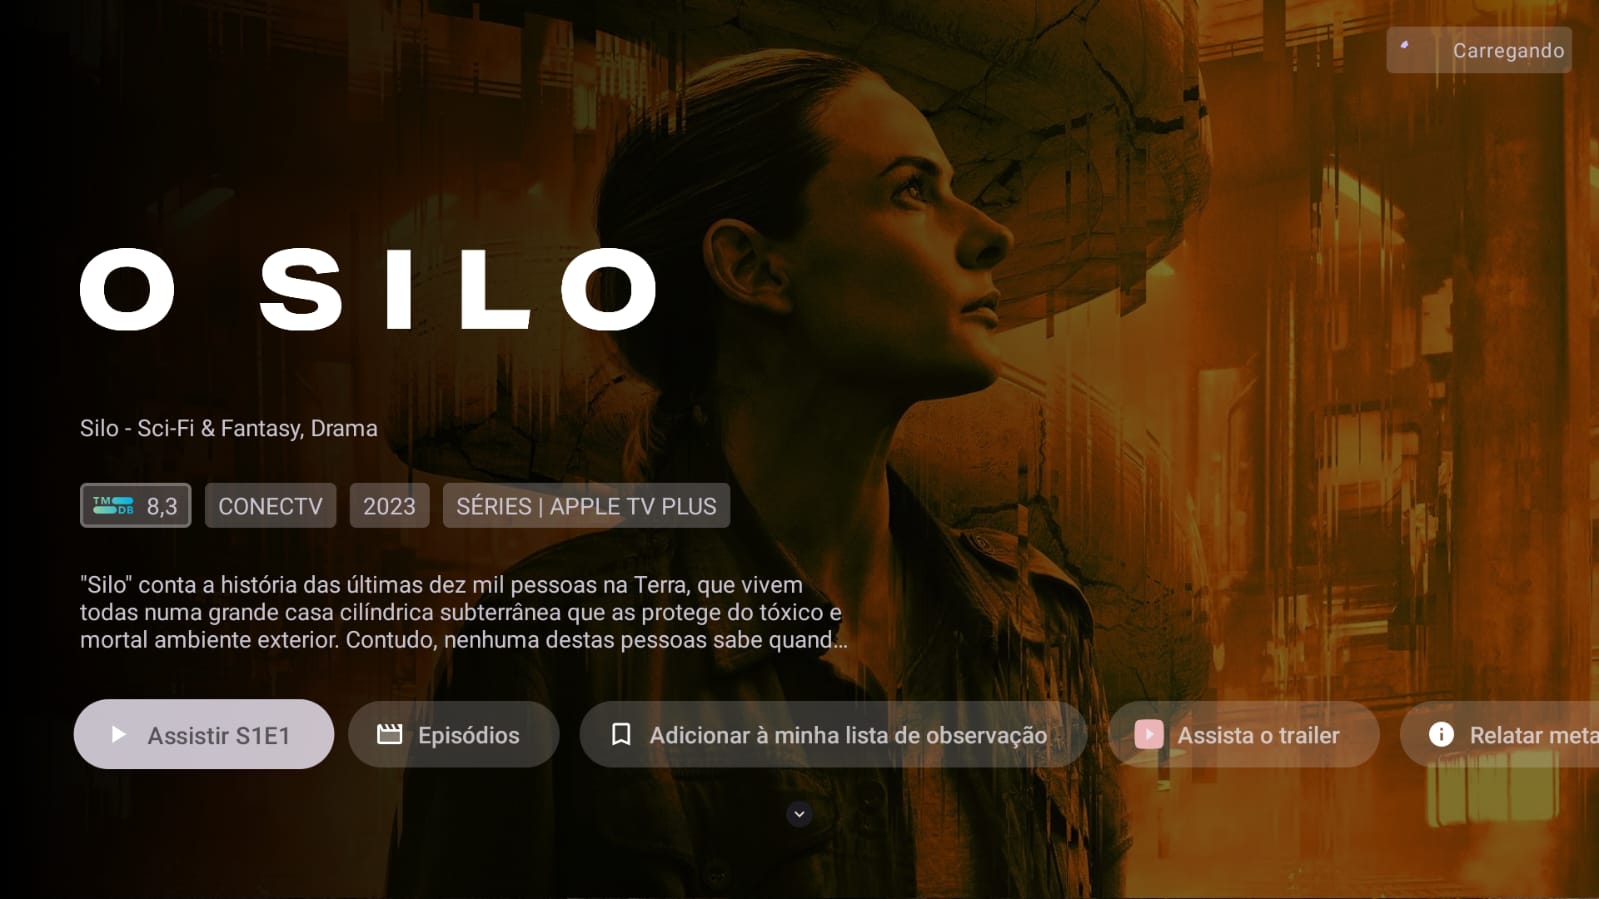 Carregando
O SILO
Silo - Sci-Fi & Fantasy, Drama
TMDB 8,3 CONECTV 2023 SÉRIES | APPLE TV PLUS
"Silo" conta a história das últimas dez mil pessoas na Terra, que vivem
todas numa grande casa cilíndrica subterrânea que as protege do tóxico e
mortal ambiente exterior. Contudo, nenhuma destas pessoas sabe quand…
Assistir S1E1 Episódios Adicionar à minha lista de observação Assista o trailer Relatar meta